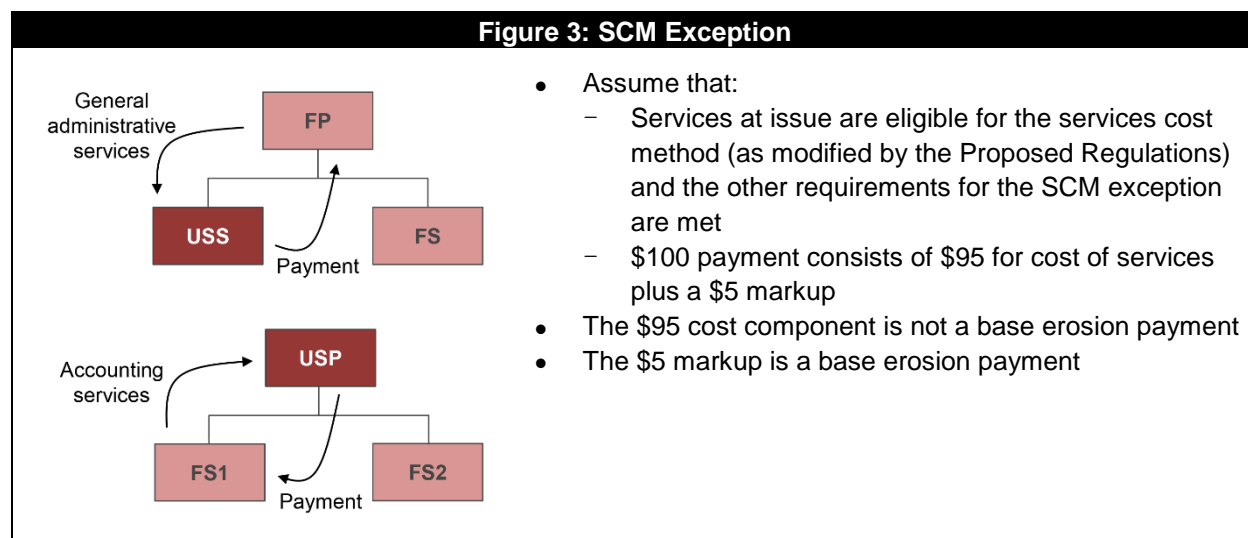 Figure 3: SCM Exception
General
administrative
services
FP
USS
FS
Payment
Accounting
services
USP
FS1
FS2
Payment
• Assume that:
− Services at issue are eligible for the services cost
method (as modified by the Proposed Regulations)
and the other requirements for the SCM exception
are met
− $100 payment consists of $95 for cost of services
plus a $5 markup
• The $95 cost component is not a base erosion payment
• The $5 markup is a base erosion payment